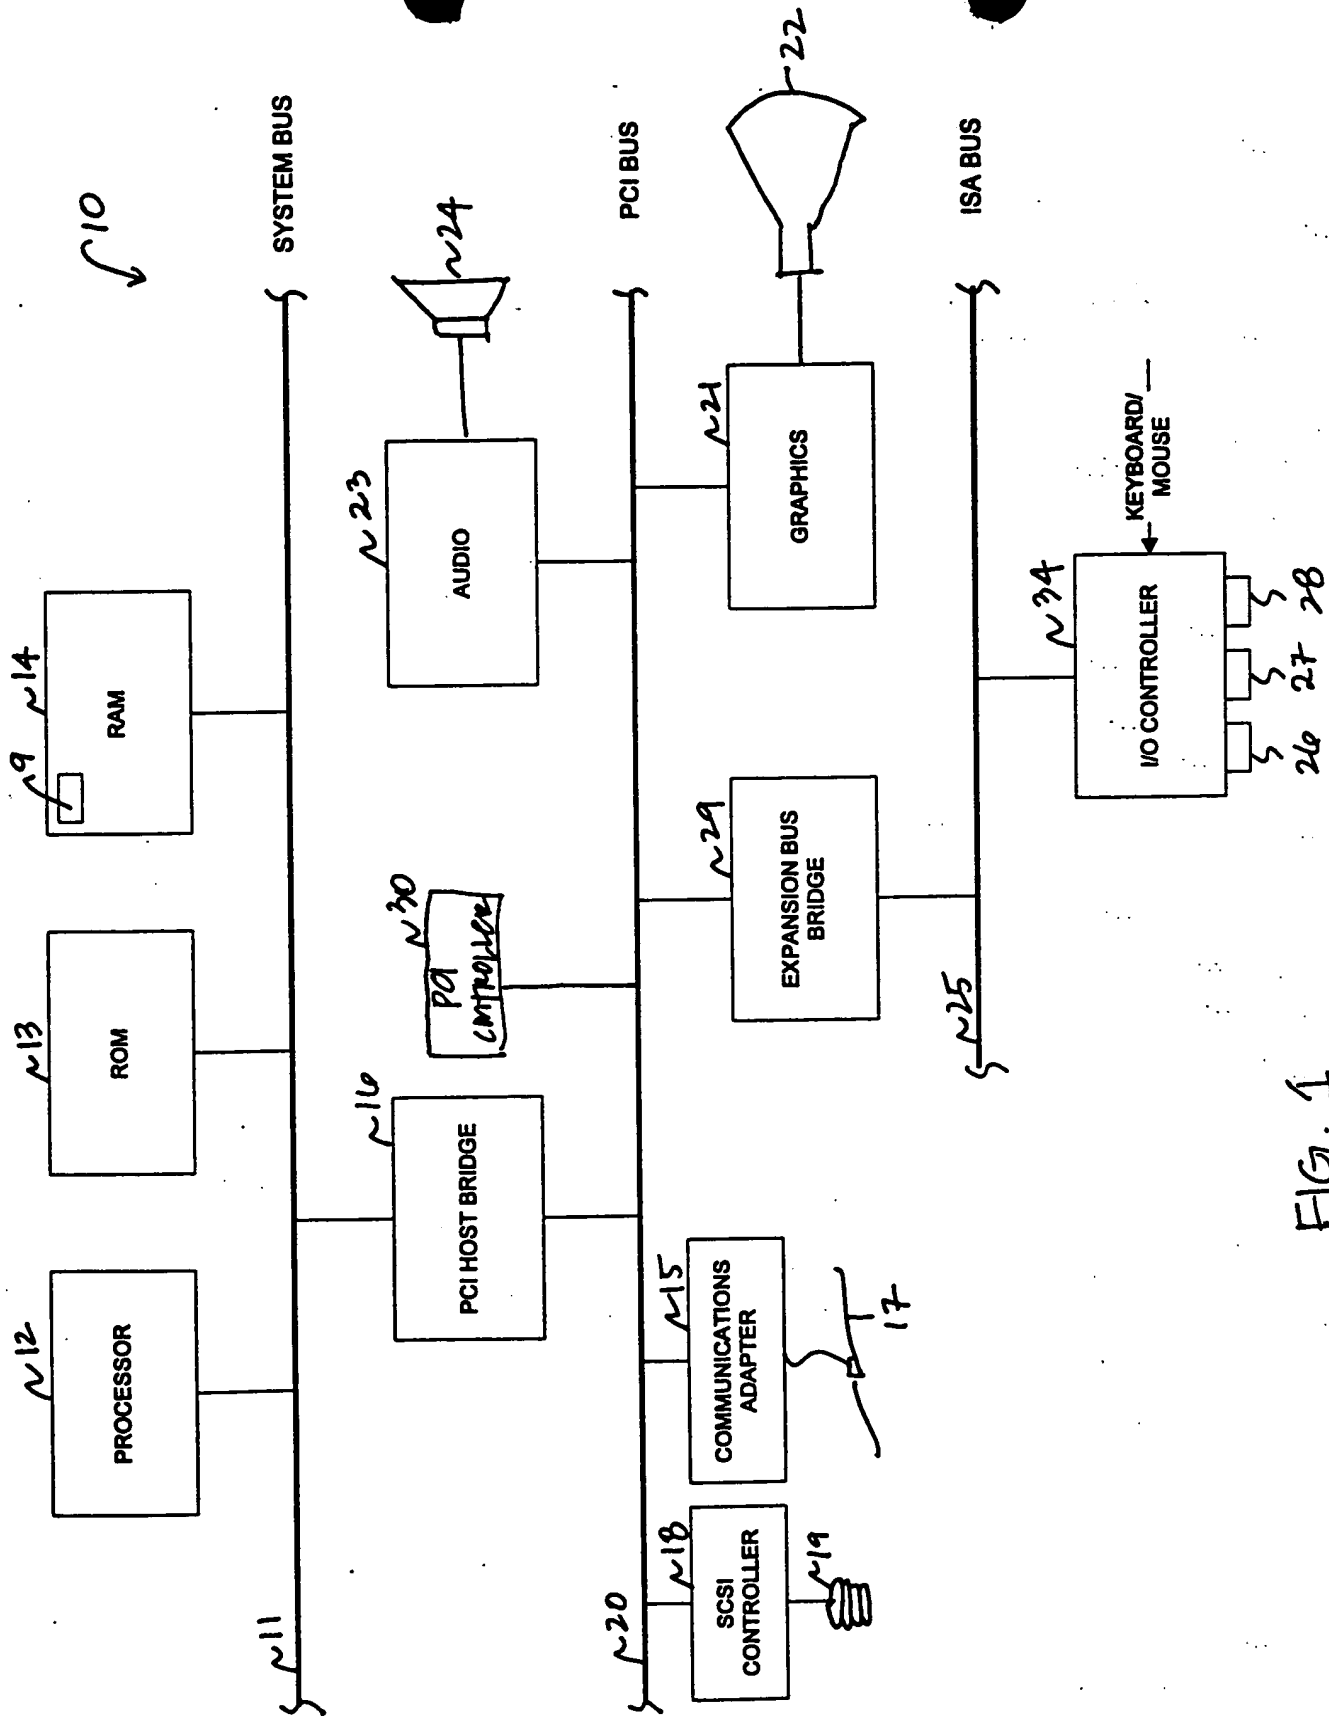 10
12
PROCESSOR
13
ROM
9
14
RAM
11
SYSTEM BUS
16
PCI HOST BRIDGE
30
PCI
CONTROLLER
23
AUDIO
24
20
PCI BUS
18
SCSI
CONTROLLER
19
15
COMMUNICATIONS
ADAPTER
17
29
EXPANSION BUS
BRIDGE
21
GRAPHICS
22
25
ISA BUS
34
I/O CONTROLLER
KEYBOARD/
MOUSE
26
27
28
FIG. 1